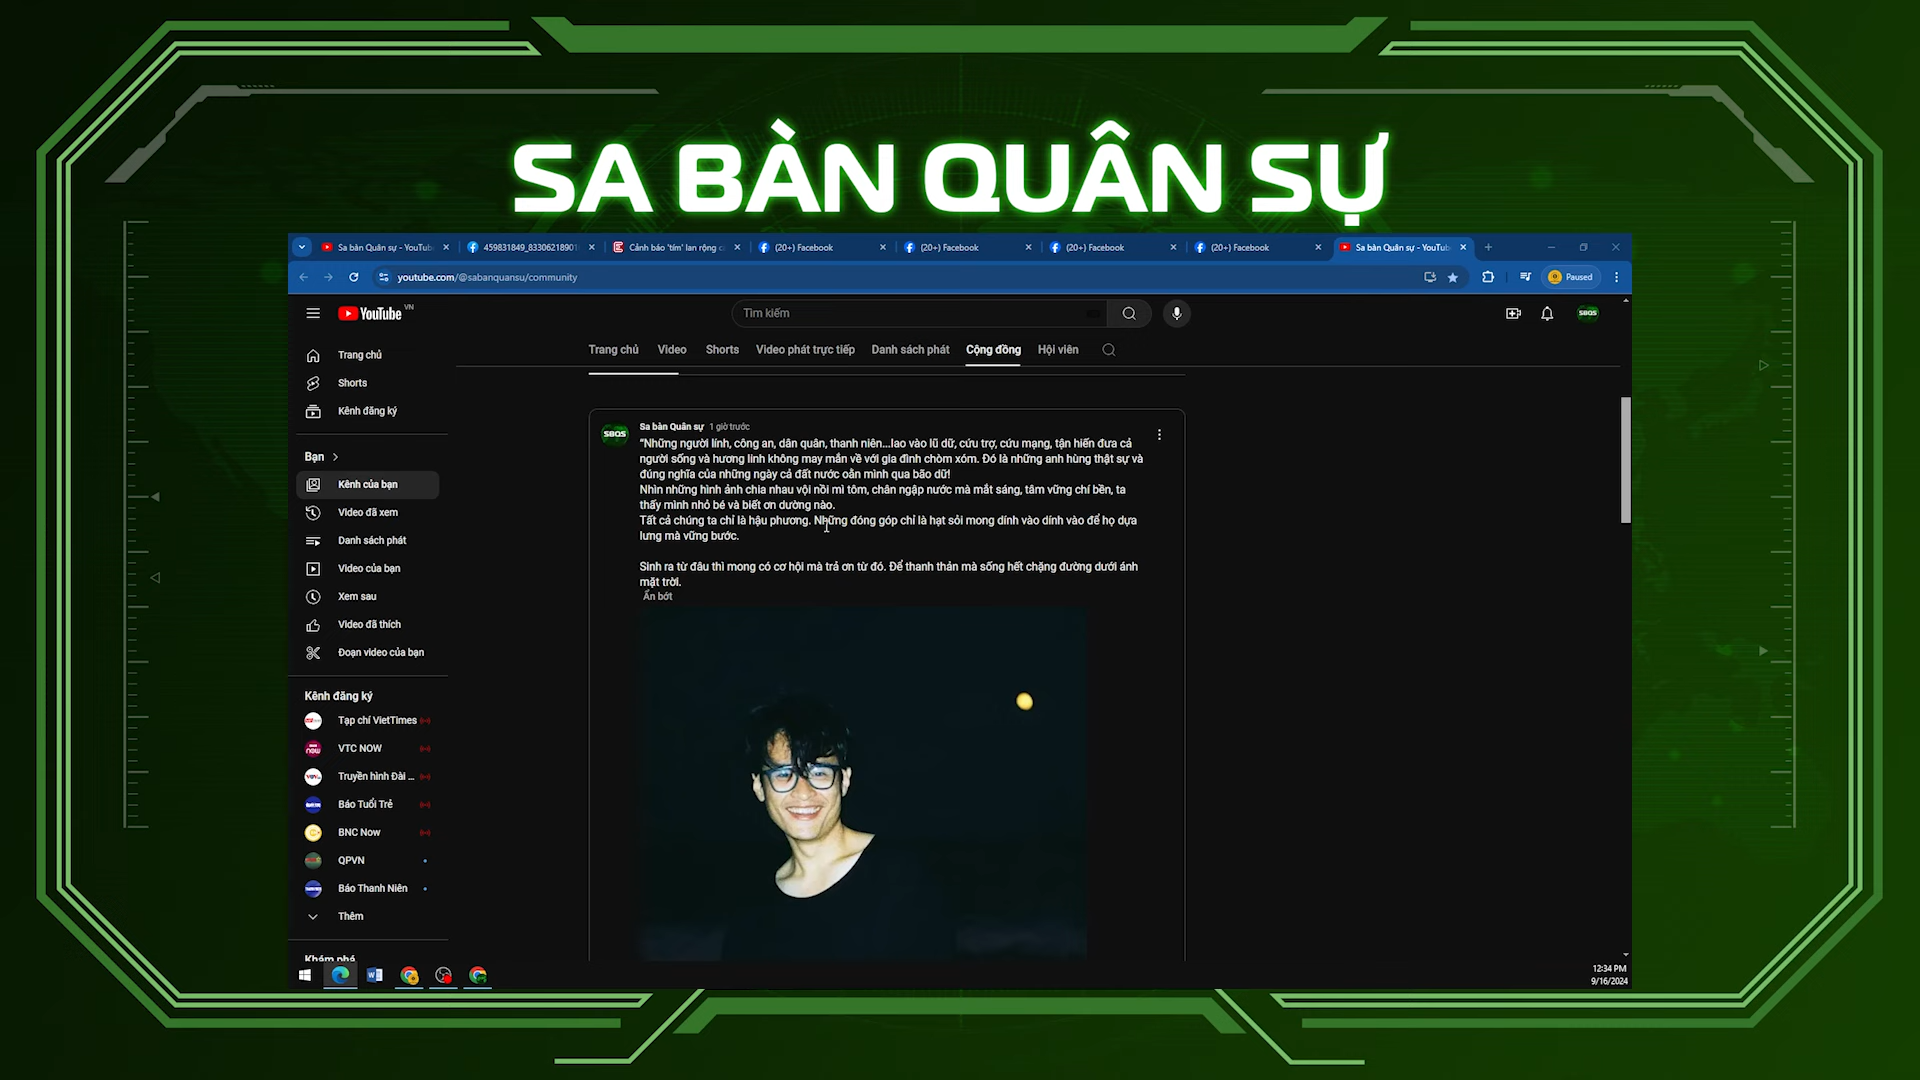 SA BÀN QUÂN SỰ
Sa bàn Quân sự - YouTub
459831849_8330621890
Cảnh báo 'tím' lan rộng c
(20+) Facebook
(20+) Facebook
(20+) Facebook
(20+) Facebook
Sa bàn Quân sự - YouTub
youtube.com/@sabanquansu/community
Paused
YouTube VN
Tìm kiếm
SBQS
Trang chủ
Video
Shorts
Video phát trực tiếp
Danh sách phát
Cộng đồng
Hội viên
Trang chủ
Shorts
Kênh đăng ký
Bạn
Kênh của bạn
Video đã xem
Danh sách phát
Video của bạn
Xem sau
Video đã thích
Đoạn video của bạn
Kênh đăng ký
Tạp chí VietTimes
VTC NOW
Truyền hình Đài ...
Báo Tuổi Trẻ
BNC Now
QPVN
Báo Thanh Niên
Thêm
Khám phá
SBQS
Sa bàn Quân sự 1 giờ trước
"Những người lính, công an, dân quân, thanh niên...lao vào lũ dữ, cứu trợ, cứu mạng, tận hiến đưa cả
người sống và hương linh không may mắn về với gia đình chòm xóm. Đó là những anh hùng thật sự và
đúng nghĩa của những ngày cả đất nước oằn mình qua bão dữ!
Nhìn những hình ảnh chia nhau vội nồi mì tôm, chân ngập nước mà mắt sáng, tâm vững chí bền, ta
thấy mình nhỏ bé và biết ơn dường nào.
Tất cả chúng ta chỉ là hậu phương. Những đóng góp chỉ là hạt sỏi mong dính vào dính vào để họ dựa
lưng mà vững bước.
Sinh ra từ đâu thì mong có cơ hội mà trả ơn từ đó. Để thanh thản mà sống hết chặng đường dưới ánh
mặt trời.
Ẩn bớt
12:34 PM
9/16/2024